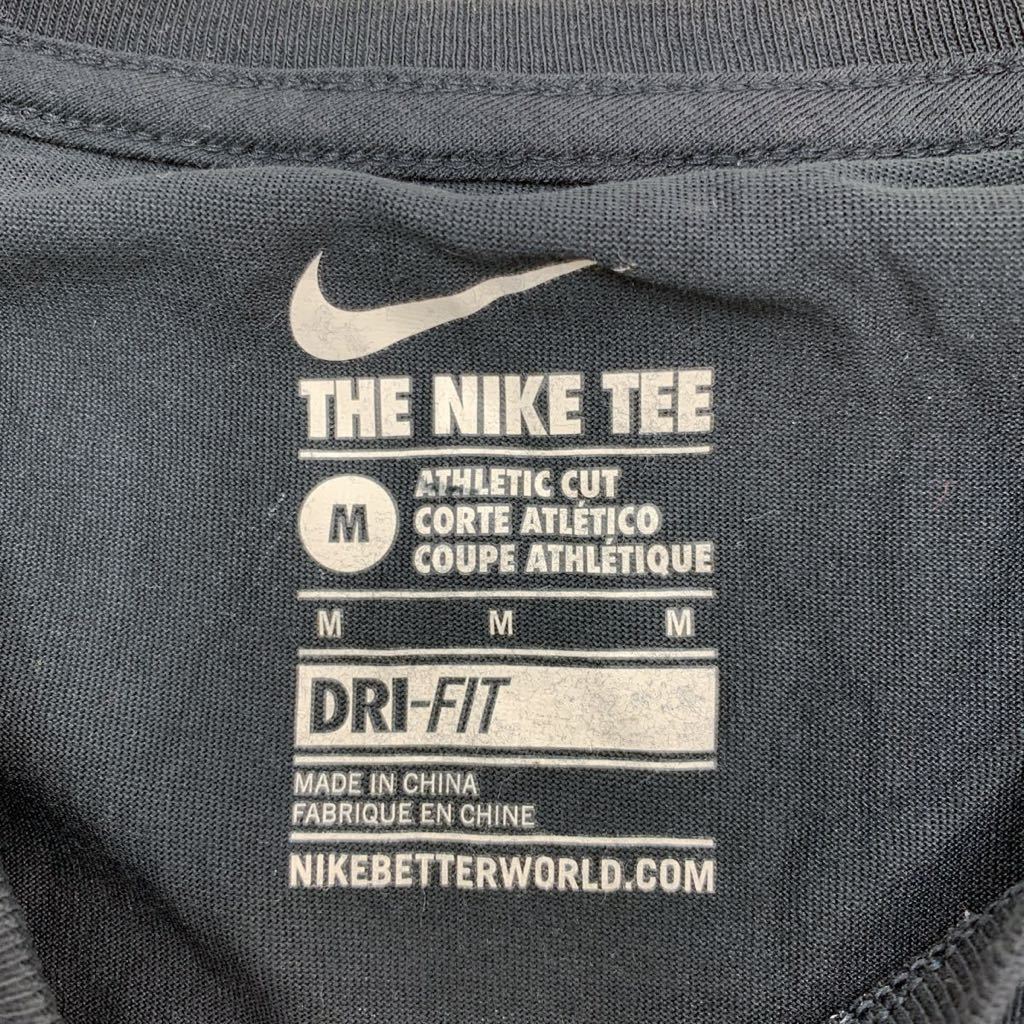 THE NIKE TEE
M
ATHLETIC CUT
CORTE ATLÉTICO
COUPE ATHLÉTIQUE
M M M
DRI-FIT
MADE IN CHINA
FABRIQUE EN CHINE
NIKEBETTERWORLD.COM